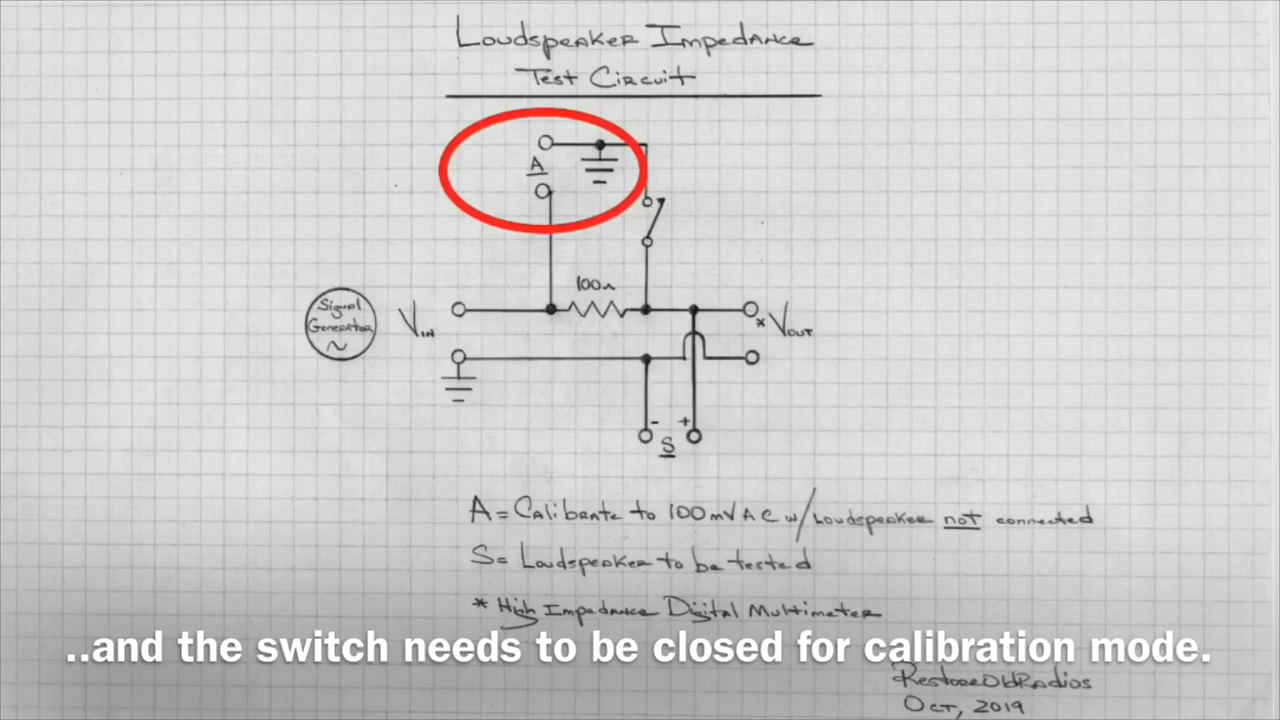 Loudspeaker Impedance
Test Circuit
A
100Ω
Signal
Generator
~
VIN
* VOUT
- +
S
A = Calibrate to 100mVAC w/ Loudspeaker not connected
S = Loudspeaker to be tested
* High Impedance Digital Multimeter
..and the switch needs to be closed for calibration mode.
RestoreOldRadios
Oct, 2019